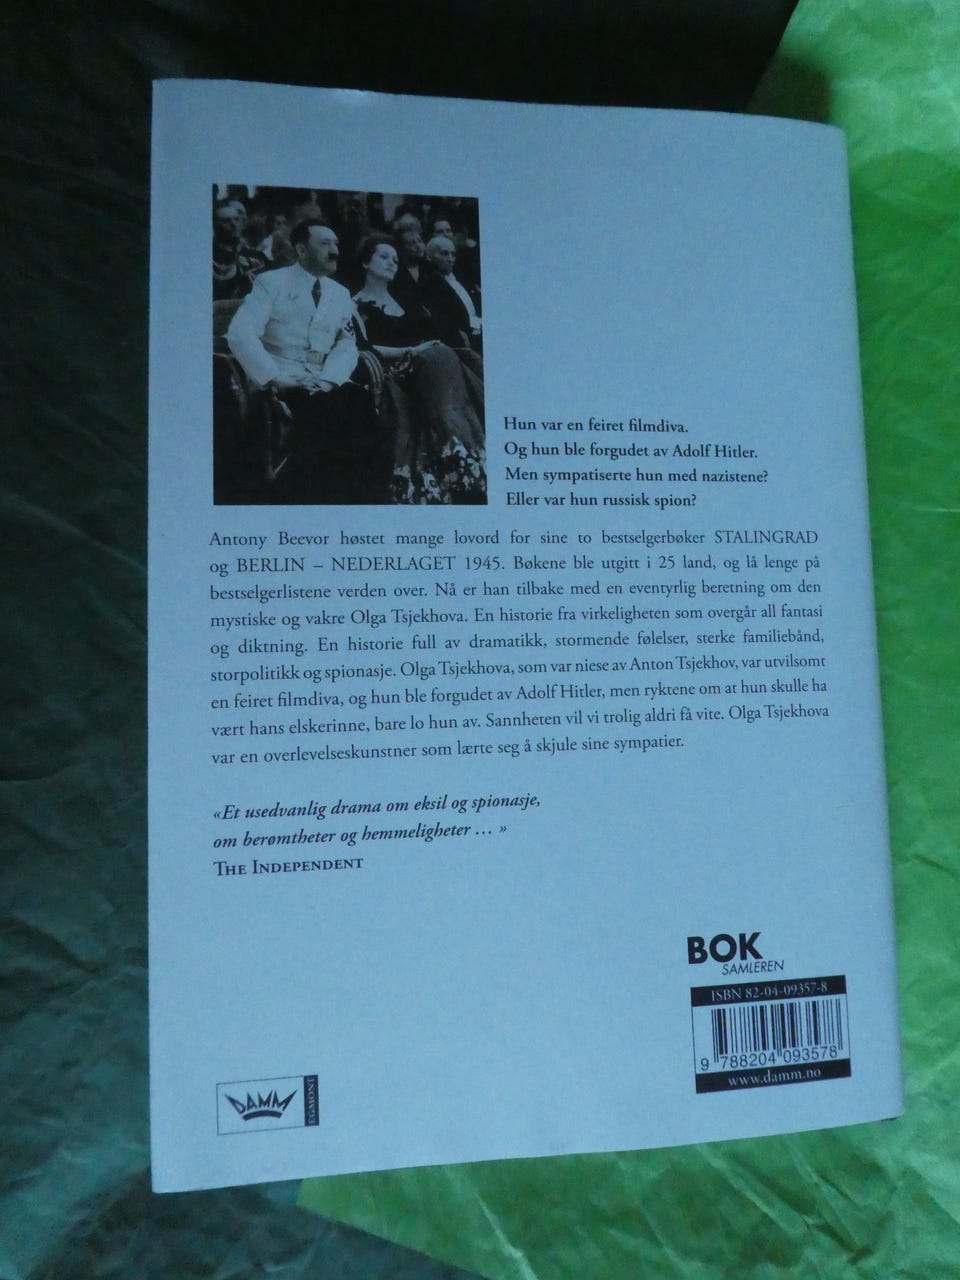 Hun var en feiret filmdiva.
Og hun ble forgudet av Adolf Hitler.
Men sympatiserte hun med nazistene?
Eller var hun russisk spion?
Antony Beevor høstet mange lovord for sine to bestselgerbøker STALINGRAD
og BERLIN – NEDERLAGET 1945. Bøkene ble utgitt i 25 land, og lå lenge på
bestselgerlistene verden over. Nå er han tilbake med en eventyrlig beretning om den
mystiske og vakre Olga Tsjekhova. En historie fra virkeligheten som overgår all fantasi
og diktning. En historie full av dramatikk, stormende følelser, sterke familiebånd,
storpolitikk og spionasje. Olga Tsjekhova, som var niese av Anton Tsjekhov, var utvilsomt
en feiret filmdiva, og hun ble forgudet av Adolf Hitler, men ryktene om at hun skulle ha
vært hans elskerinne, bare lo hun av. Sannheten vil vi trolig aldri få vite. Olga Tsjekhova
var en overlevelseskunstner som lærte seg å skjule sine sympatier.
«Et usedvanlig drama om eksil og spionasje,
om berømtheter og hemmeligheter … »
THE INDEPENDENT
BOK
SAMLEREN
ISBN 82-04-09357-8
9 788204 093578
www.damm.no
DAMM
EGMONT